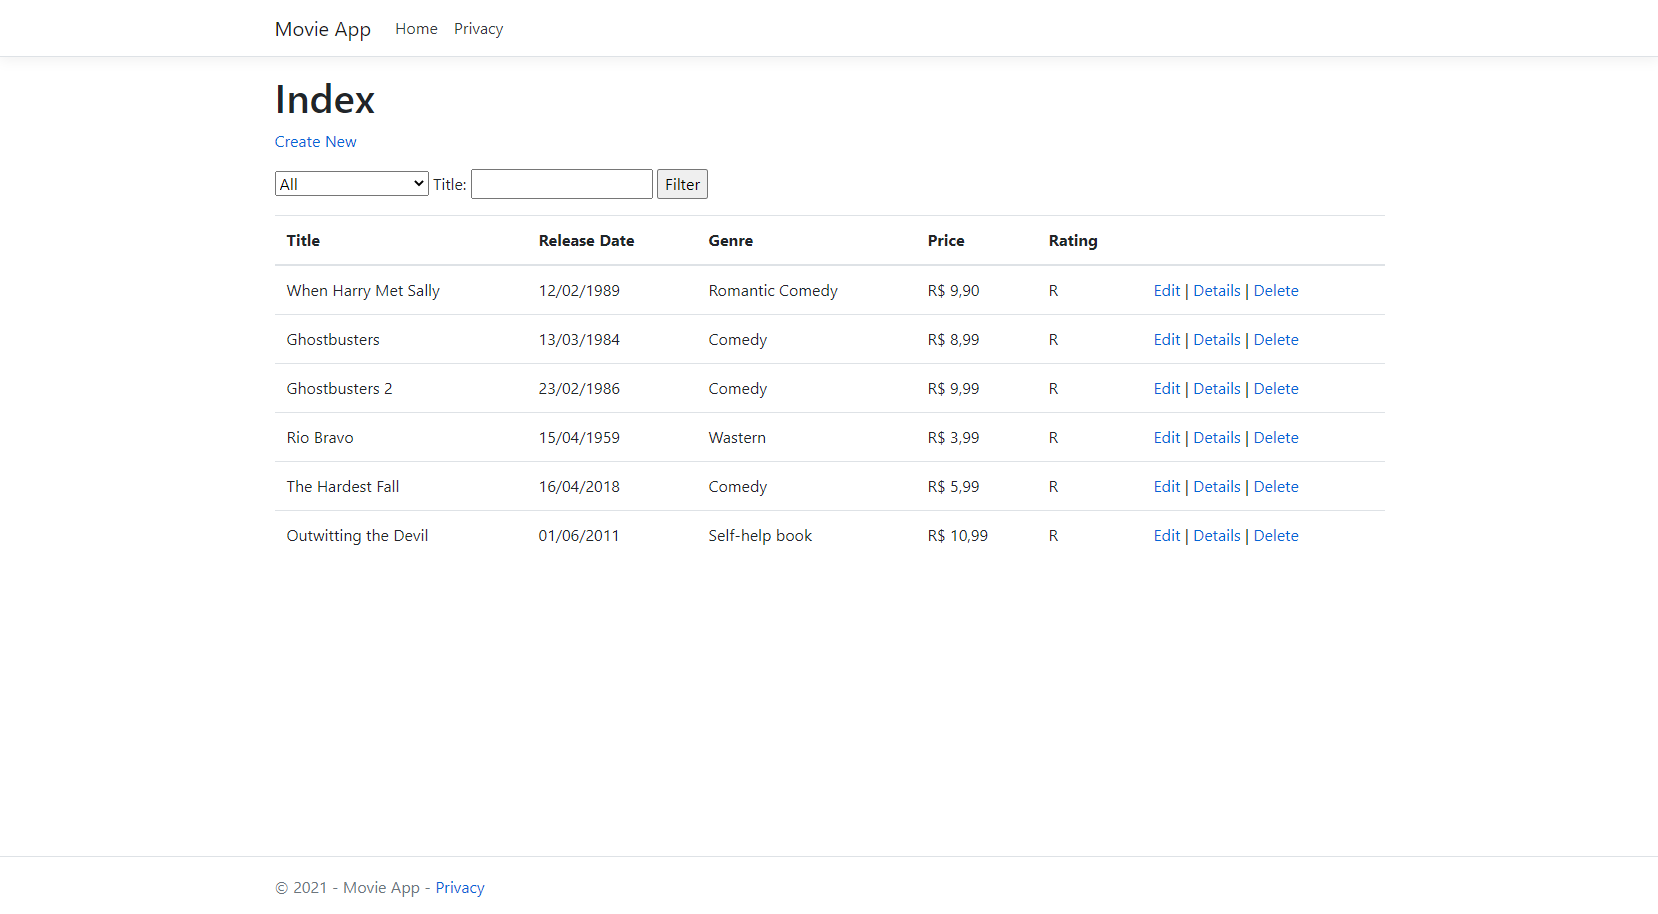 Movie App Home Privacy
Index
Create New
All Title: Filter
Title Release Date Genre Price Rating
When Harry Met Sally 12/02/1989 Romantic Comedy R$ 9,90 R Edit | Details | Delete
Ghostbusters 13/03/1984 Comedy R$ 8,99 R Edit | Details | Delete
Ghostbusters 2 23/02/1986 Comedy R$ 9,99 R Edit | Details | Delete
Rio Bravo 15/04/1959 Wastern R$ 3,99 R Edit | Details | Delete
The Hardest Fall 16/04/2018 Comedy R$ 5,99 R Edit | Details | Delete
Outwitting the Devil 01/06/2011 Self-help book R$ 10,99 R Edit | Details | Delete
© 2021 - Movie App - Privacy